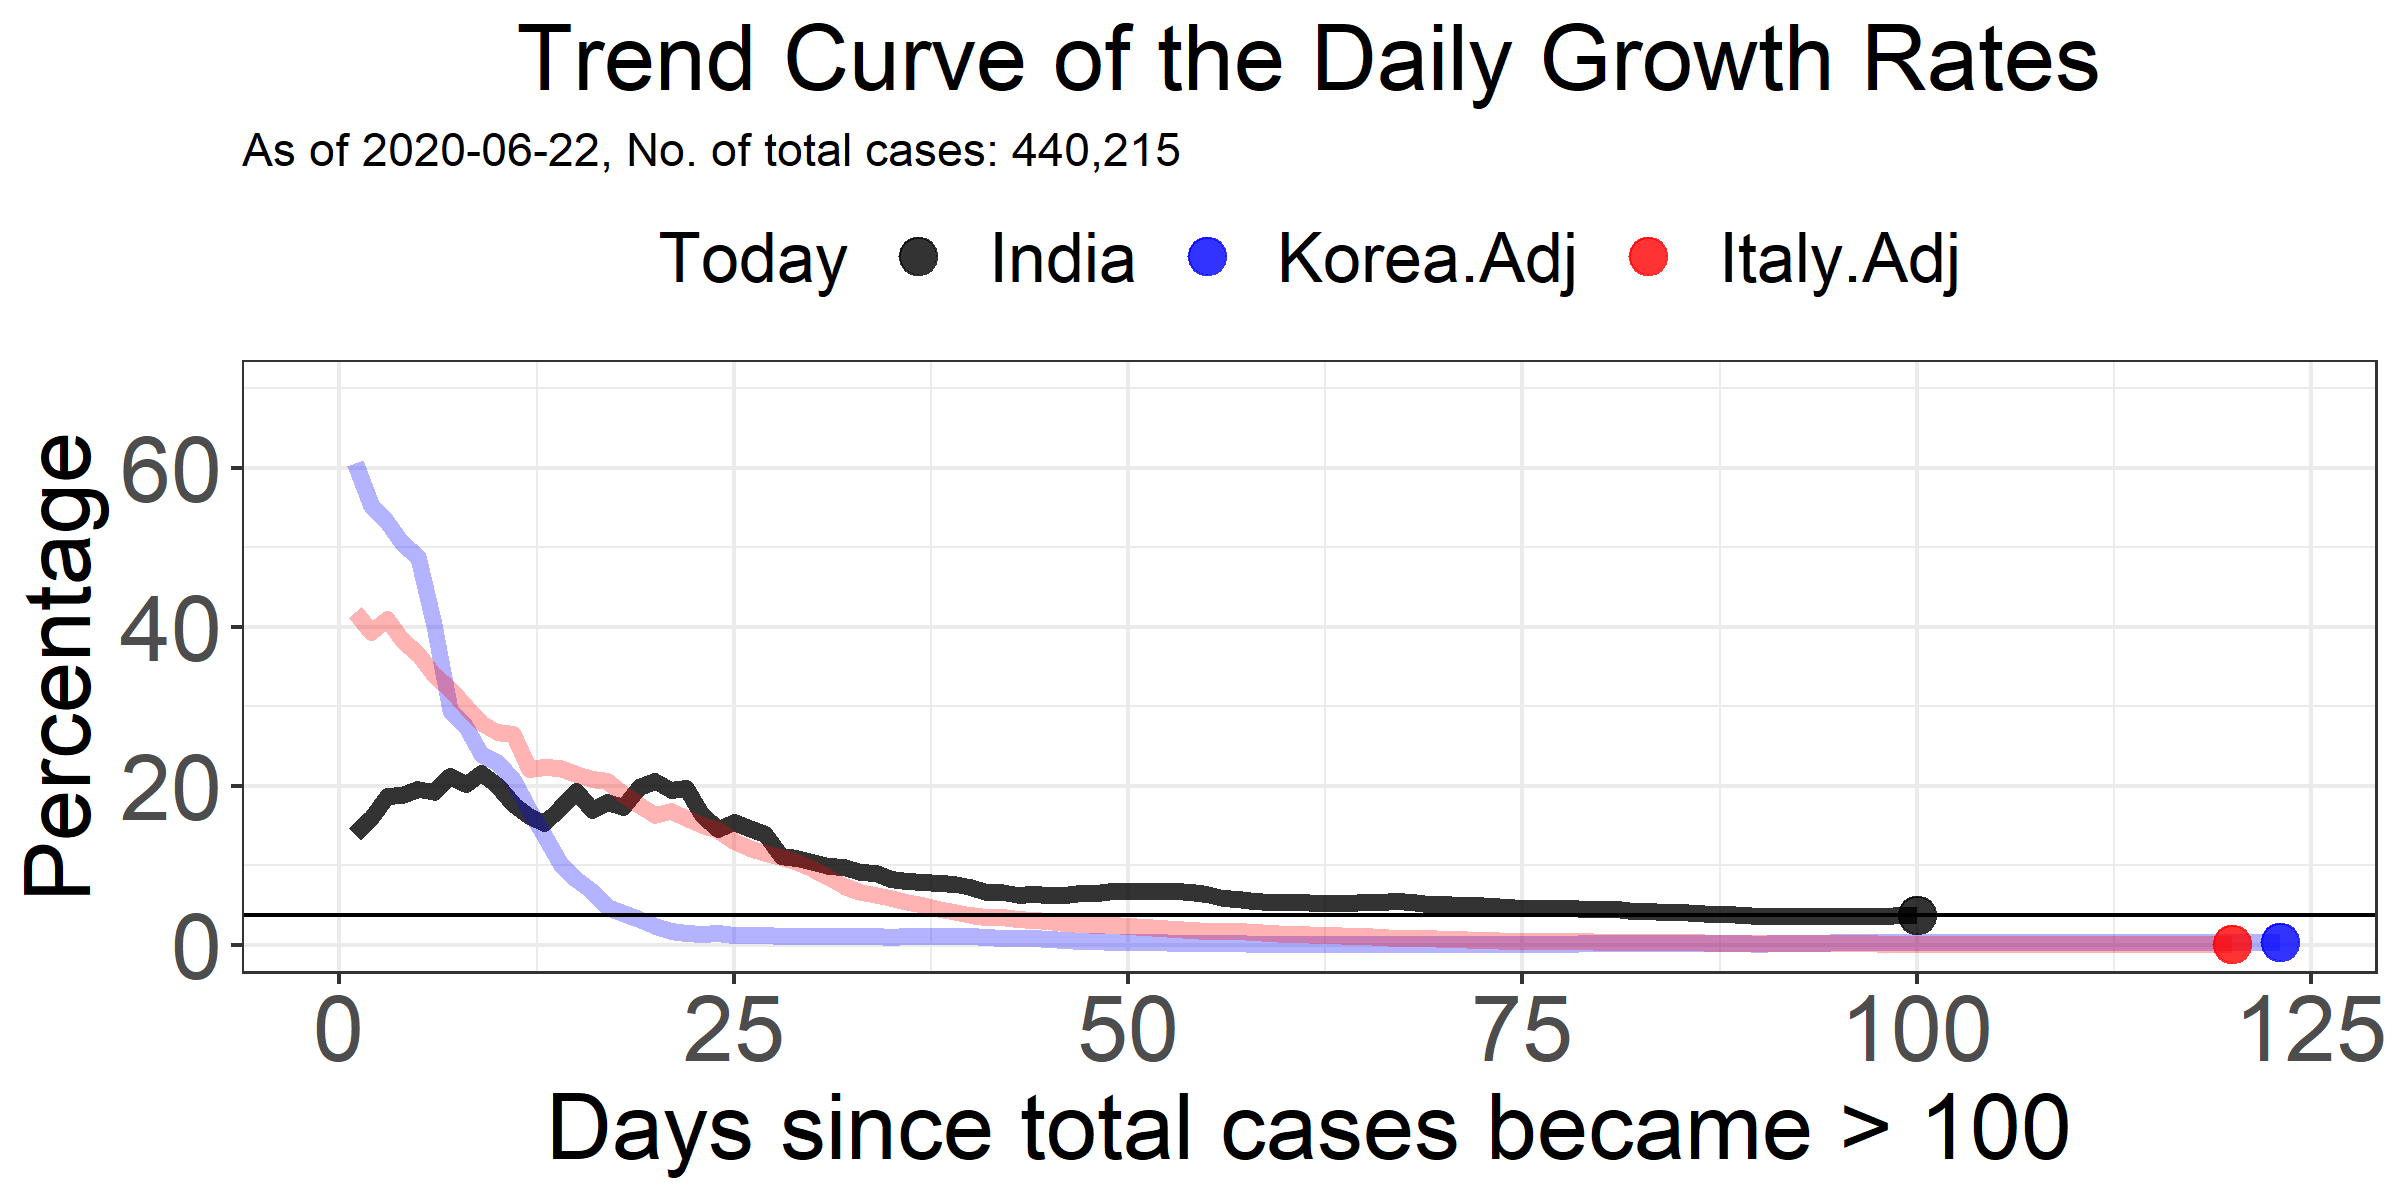 Trend Curve of the Daily Growth Rates
As of 2020-06-22, No. of total cases: 440,215
Today India Korea.Adj Italy.Adj
Percentage
60
40
20
0
0 25 50 75 100 125
Days since total cases became > 100